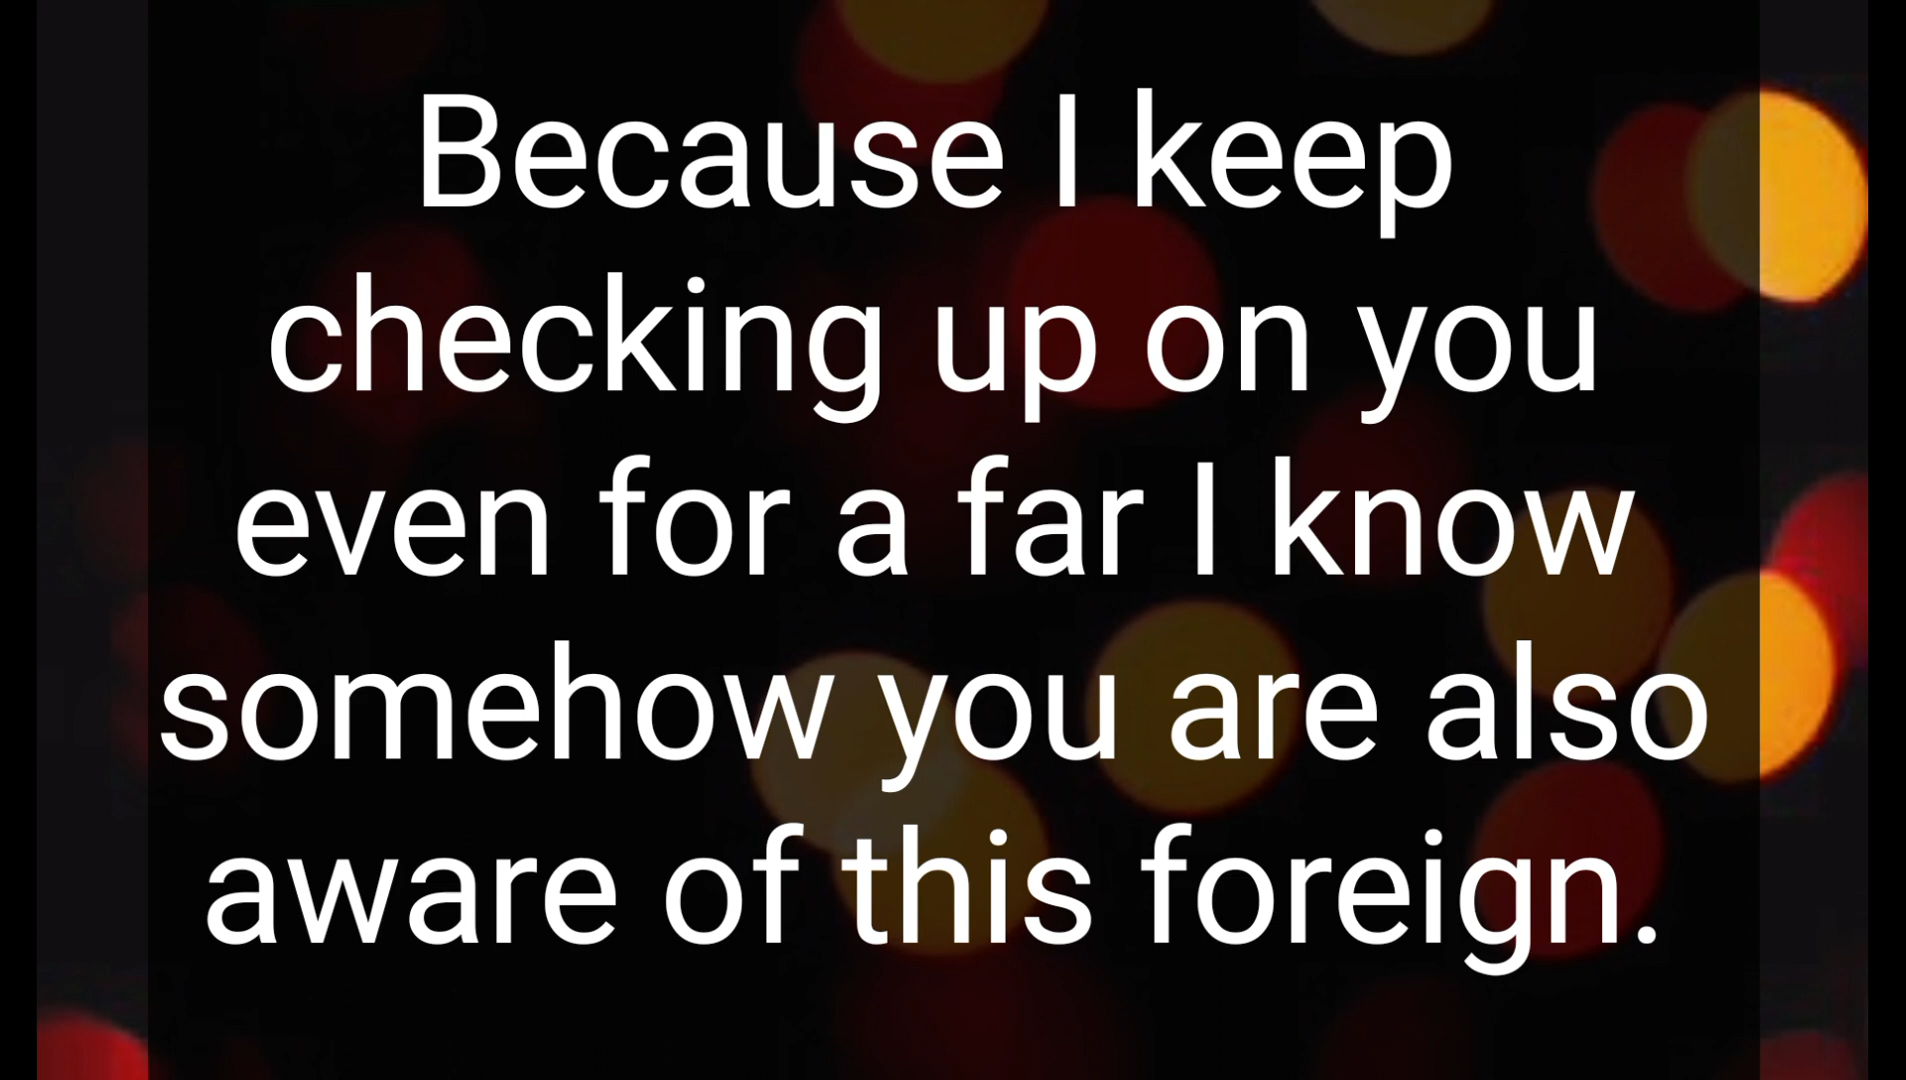 Because I keep
checking up on you
even for a far I know
somehow you are also
aware of this foreign.